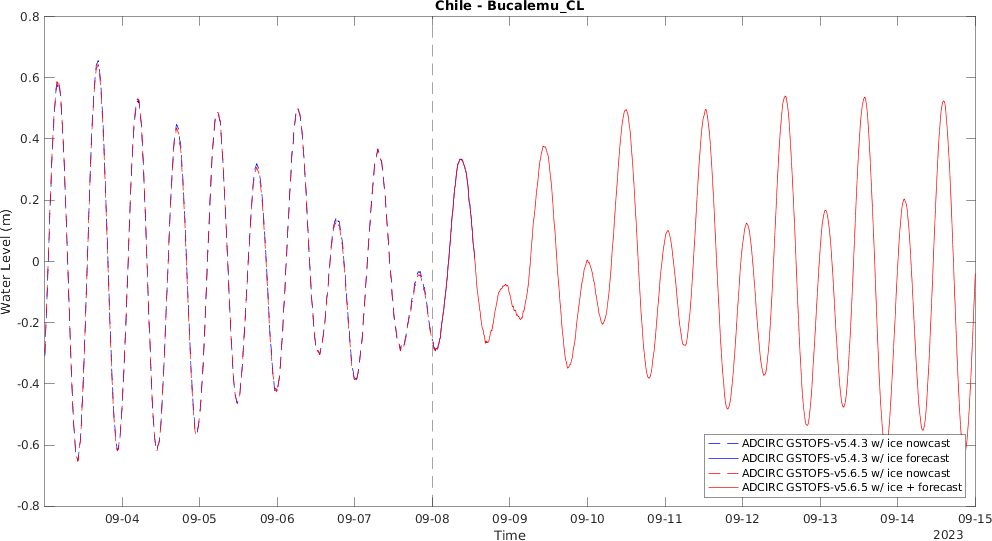 Chile - Bucalemu_CL
0.8
0.6
0.4
0.2
0
-0.2
-0.4
-0.6
-0.8
Water Level (m)
09-04 09-05 09-06 09-07 09-08 09-09 09-10 09-11 09-12 09-13 09-14 09-15
Time
2023
ADCIRC GSTOFS-v5.4.3 w/ ice nowcast
ADCIRC GSTOFS-v5.4.3 w/ ice forecast
ADCIRC GSTOFS-v5.6.5 w/ ice nowcast
ADCIRC GSTOFS-v5.6.5 w/ ice + forecast